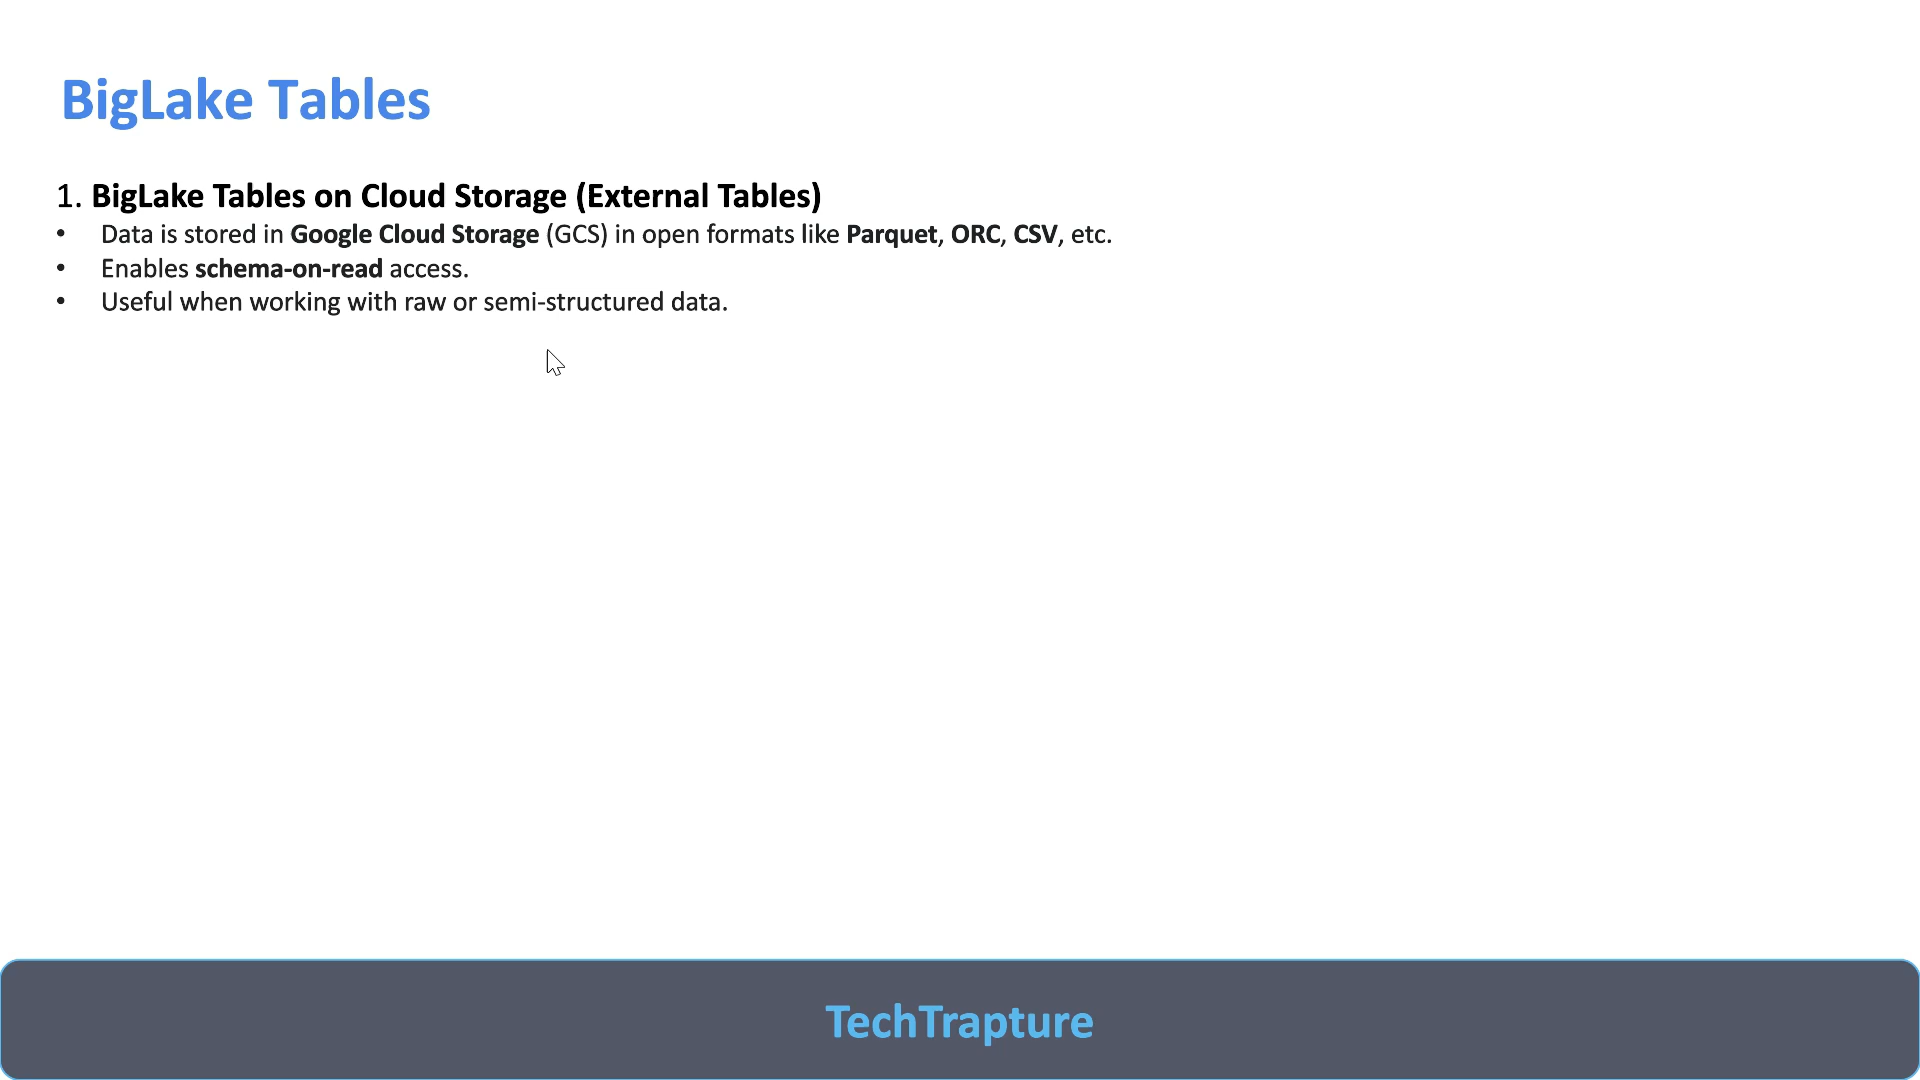 BigLake Tables
1. BigLake Tables on Cloud Storage (External Tables)
• Data is stored in Google Cloud Storage (GCS) in open formats like Parquet, ORC, CSV, etc.
• Enables schema-on-read access.
• Useful when working with raw or semi-structured data.
TechTrapture